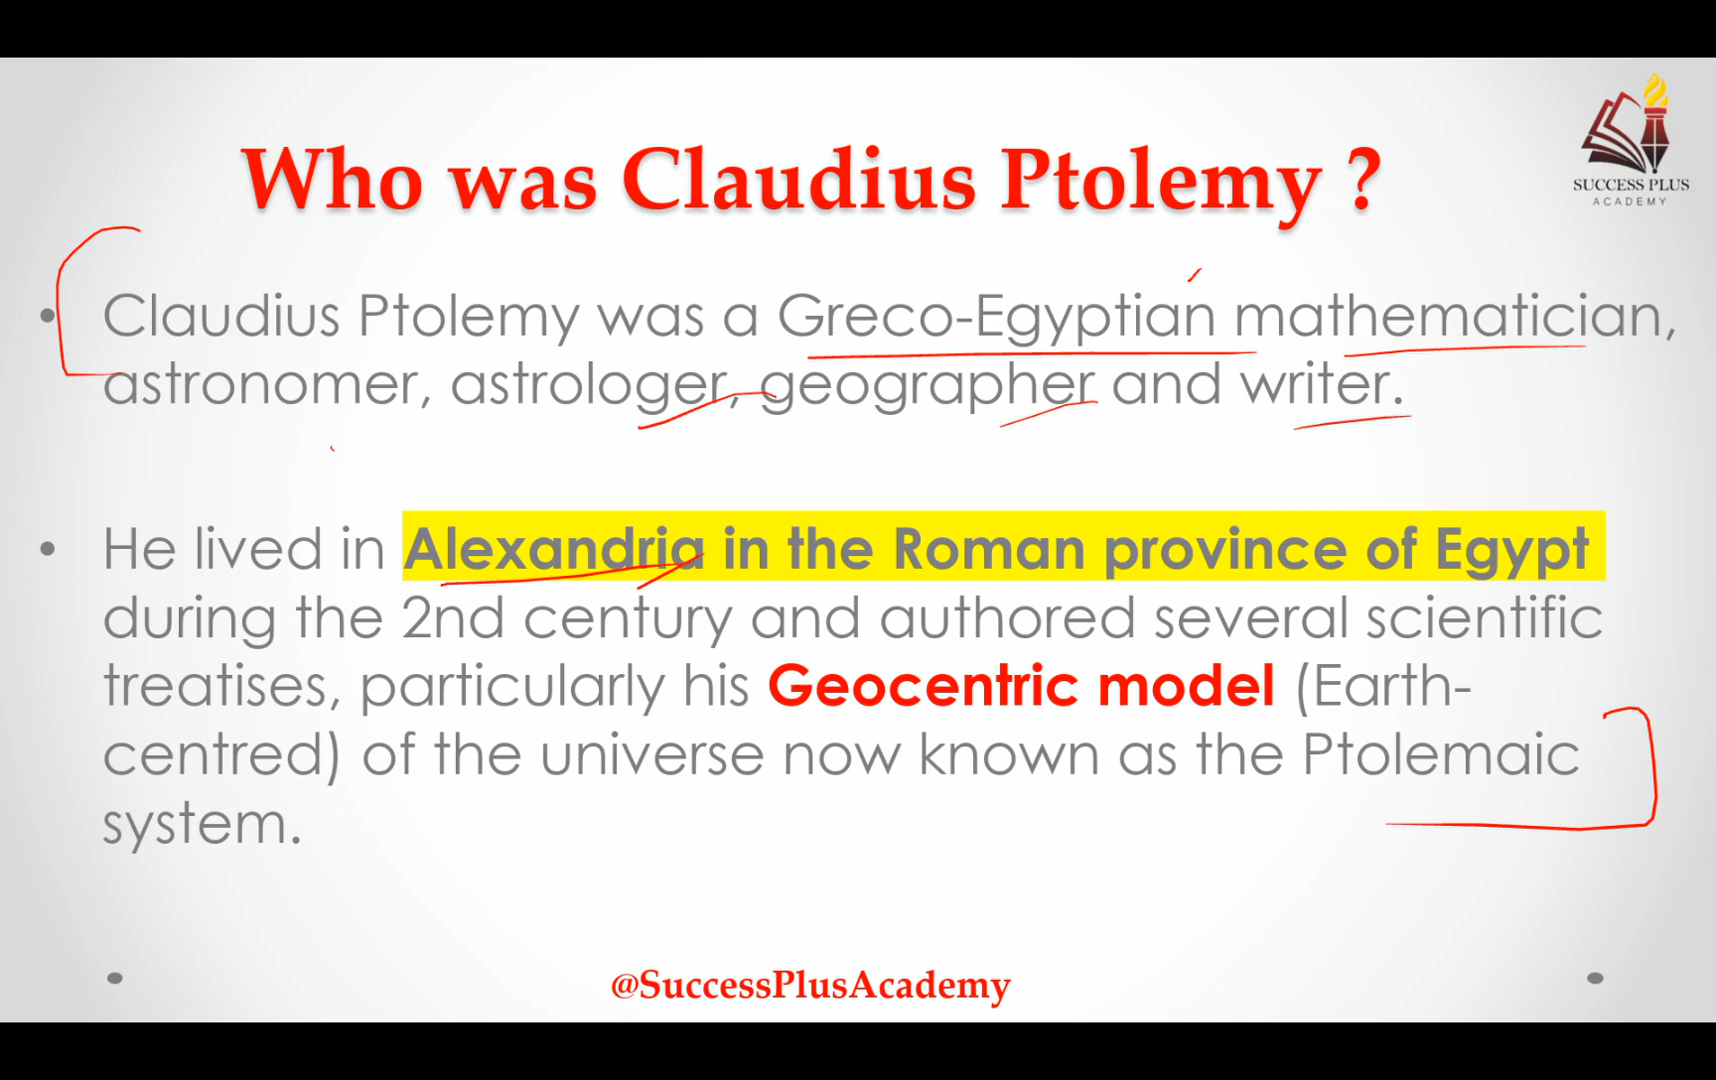 SUCCESS PLUS
ACADEMY
Who was Claudius Ptolemy ?
• Claudius Ptolemy was a Greco-Egyptian mathematician,
astronomer, astrologer, geographer and writer.
• He lived in Alexandria in the Roman province of Egypt
during the 2nd century and authored several scientific
treatises, particularly his Geocentric model (Earth-
centred) of the universe now known as the Ptolemaic
system.
@SuccessPlusAcademy